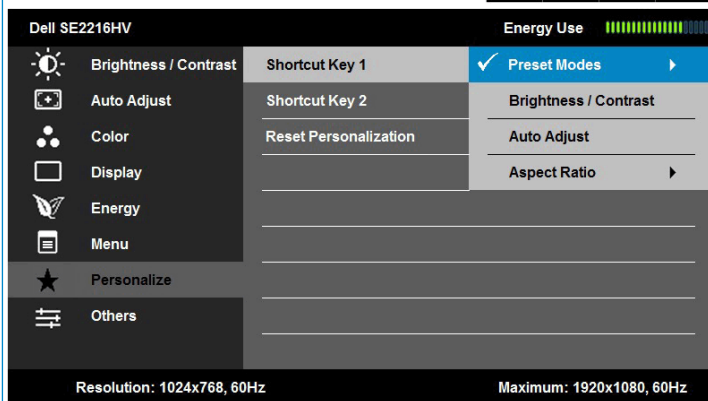 Dell SE2216HV Energy Use
Brightness / Contrast Shortcut Key 1 Preset Modes
Auto Adjust Shortcut Key 2 Brightness / Contrast
Color Reset Personalization Auto Adjust
Display Aspect Ratio
Energy
Menu
Personalize
Others
Resolution: 1024x768, 60Hz Maximum: 1920x1080, 60Hz